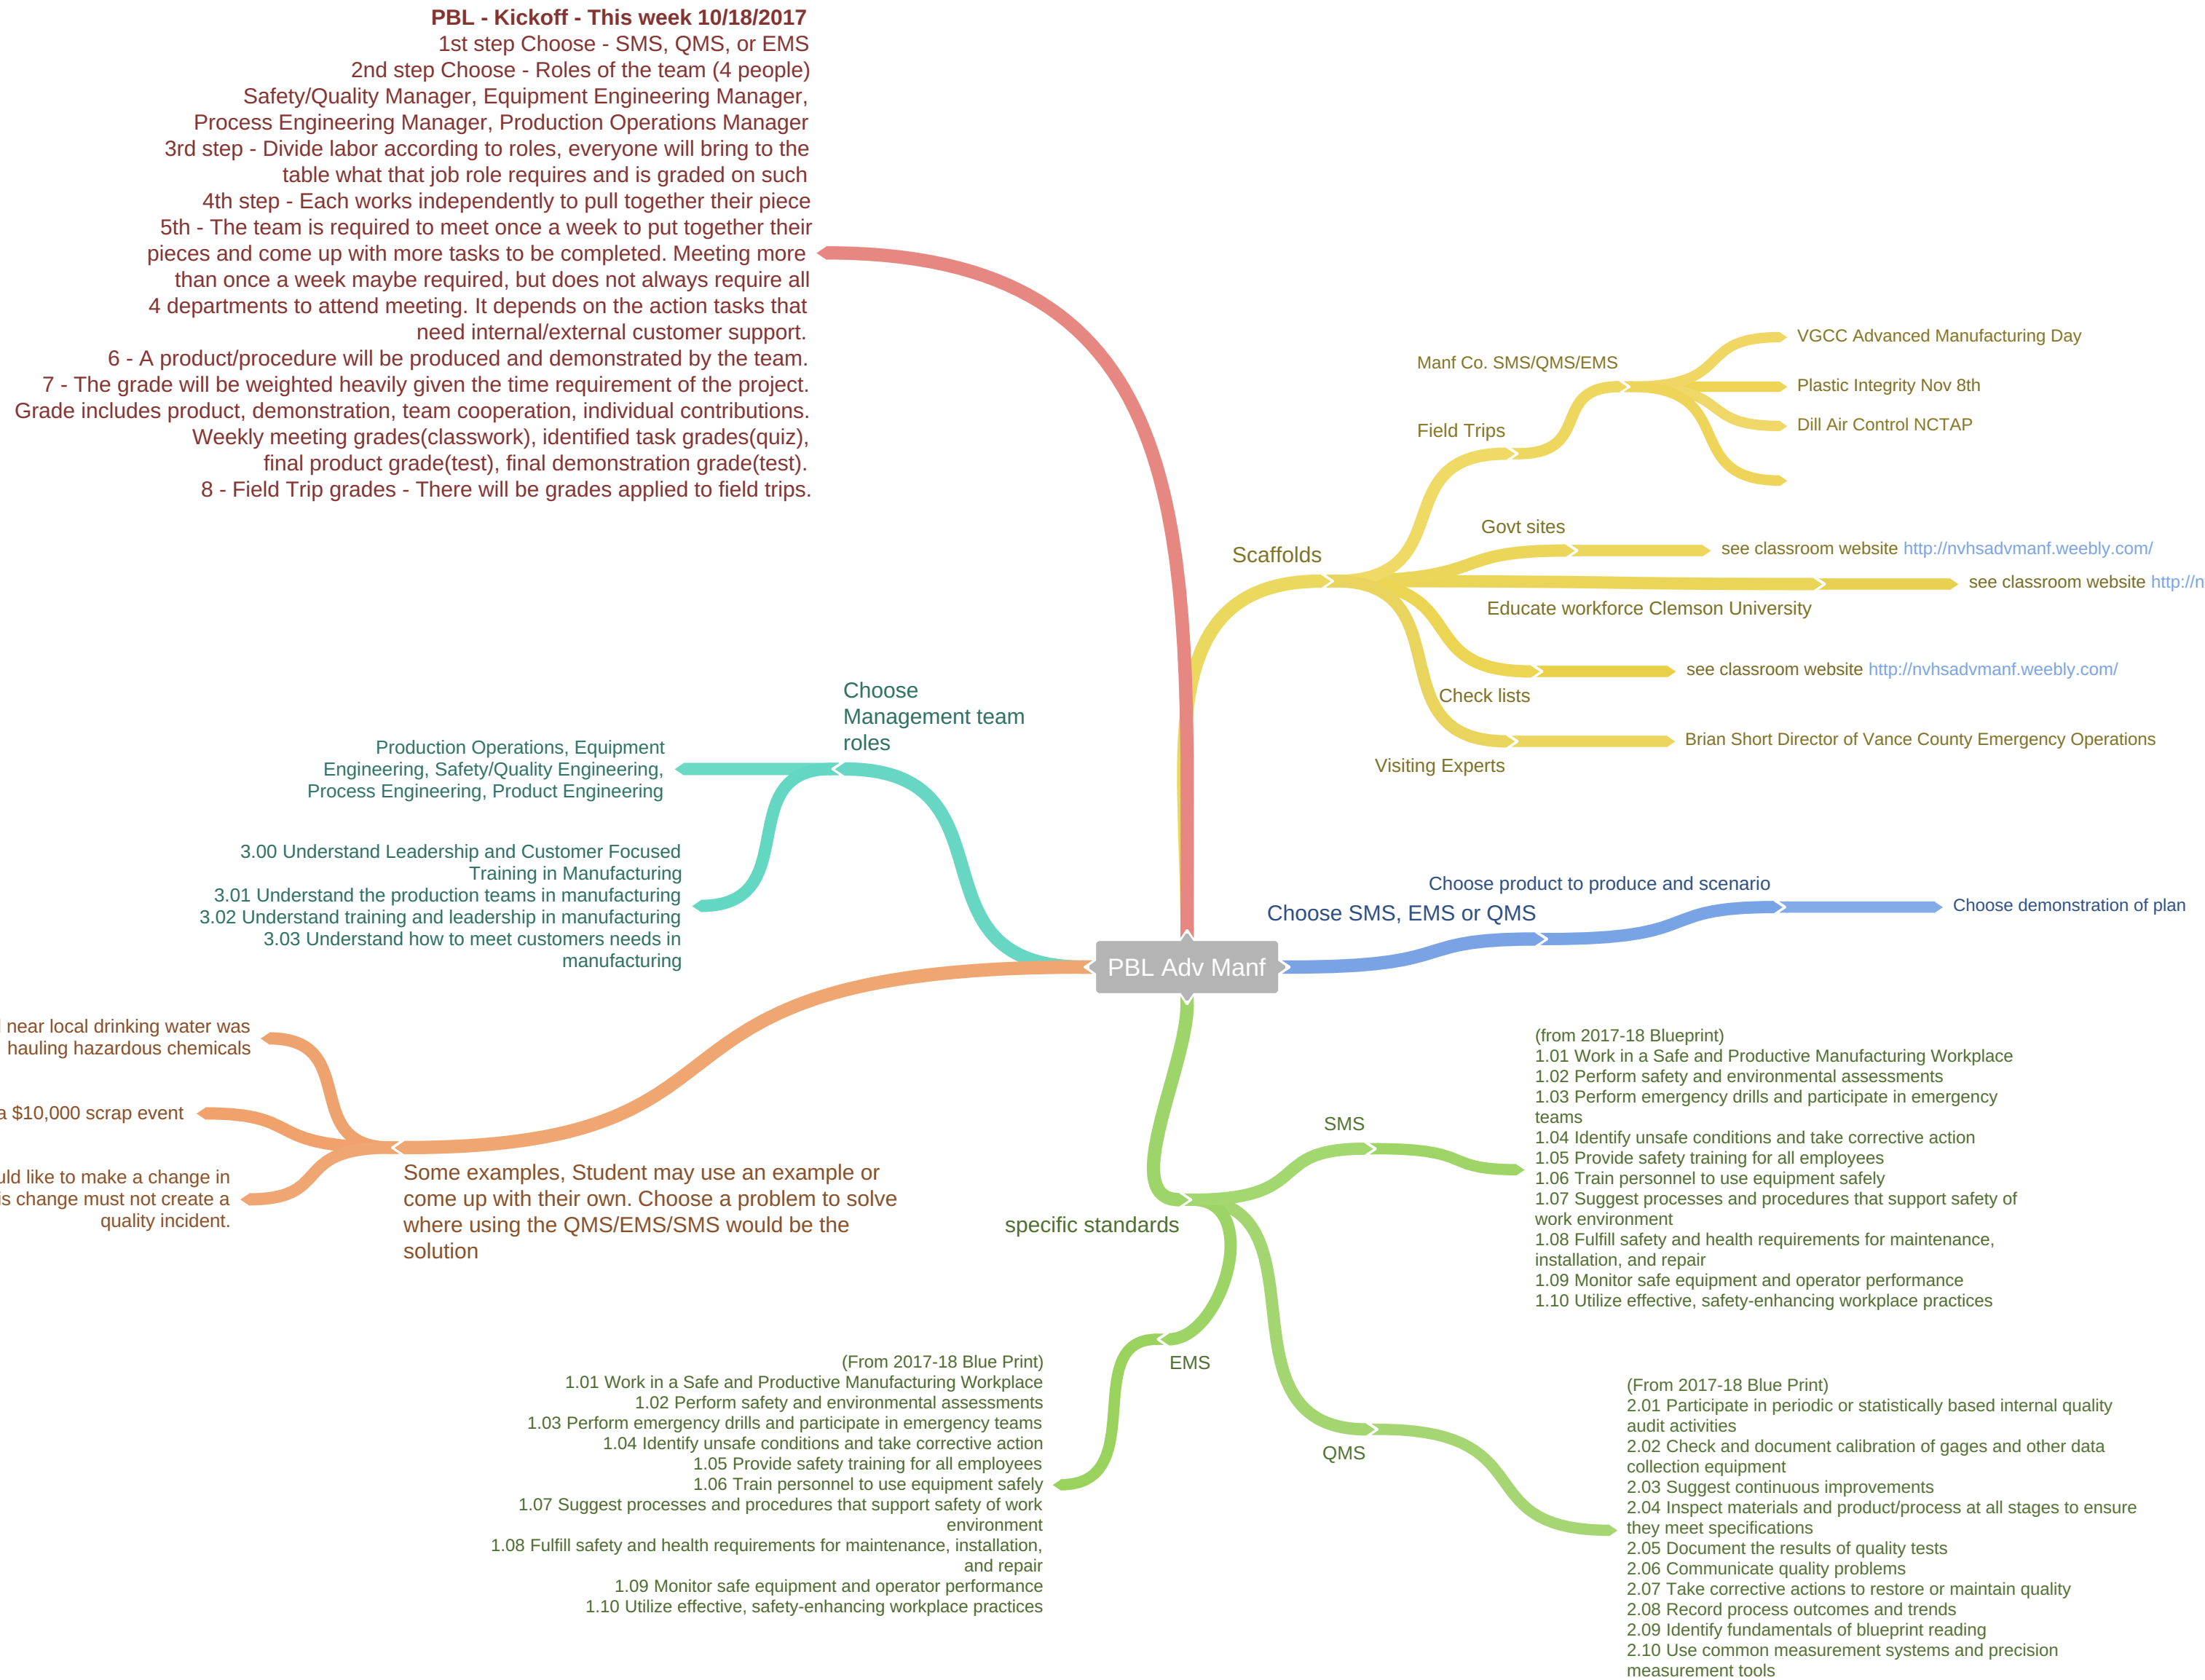 PBL - Kickoff - This week 10/18/2017
1st step Choose - SMS, QMS, or EMS
2nd step Choose - Roles of the team (4 people)
Safety/Quality Manager, Equipment Engineering Manager,
Process Engineering Manager, Production Operations Manager
3rd step - Divide labor according to roles, everyone will bring to the
table what that job role requires and is graded on such
4th step - Each works independently to pull together their piece
5th - The team is required to meet once a week to put together their
pieces and come up with more tasks to be completed. Meeting more
than once a week maybe required, but does not always require all
4 departments to attend meeting. It depends on the action tasks that
need internal/external customer support.
6 - A product/procedure will be produced and demonstrated by the team.
7 - The grade will be weighted heavily given the time requirement of the project.
Grade includes product, demonstration, team cooperation, individual contributions.
Weekly meeting grades(classwork), identified task grades(quiz),
final product grade(test), final demonstration grade(test).
8 - Field Trip grades - There will be grades applied to field trips.
Scaffolds
Field Trips
Manf Co. SMS/QMS/EMS
VGCC Advanced Manufacturing Day
Plastic Integrity Nov 8th
Dill Air Control NCTAP
Govt sites
see classroom website http://nvhsadvmanf.weebly.com/
Educate workforce Clemson University
see classroom website http://n
Check lists
see classroom website http://nvhsadvmanf.weebly.com/
Visiting Experts
Brian Short Director of Vance County Emergency Operations
Choose
Management team
roles
Production Operations, Equipment
Engineering, Safety/Quality Engineering,
Process Engineering, Product Engineering
3.00 Understand Leadership and Customer Focused
Training in Manufacturing
3.01 Understand the production teams in manufacturing
3.02 Understand training and leadership in manufacturing
3.03 Understand how to meet customers needs in
manufacturing
PBL Adv Manf
Choose SMS, EMS or QMS
Choose product to produce and scenario
Choose demonstration of plan
near local drinking water was
hauling hazardous chemicals
a $10,000 scrap event
uld like to make a change in
is change must not create a
quality incident.
Some examples, Student may use an example or
come up with their own. Choose a problem to solve
where using the QMS/EMS/SMS would be the
solution
specific standards
SMS
(from 2017-18 Blueprint)
1.01 Work in a Safe and Productive Manufacturing Workplace
1.02 Perform safety and environmental assessments
1.03 Perform emergency drills and participate in emergency
teams
1.04 Identify unsafe conditions and take corrective action
1.05 Provide safety training for all employees
1.06 Train personnel to use equipment safely
1.07 Suggest processes and procedures that support safety of
work environment
1.08 Fulfill safety and health requirements for maintenance,
installation, and repair
1.09 Monitor safe equipment and operator performance
1.10 Utilize effective, safety-enhancing workplace practices
EMS
(From 2017-18 Blue Print)
1.01 Work in a Safe and Productive Manufacturing Workplace
1.02 Perform safety and environmental assessments
1.03 Perform emergency drills and participate in emergency teams
1.04 Identify unsafe conditions and take corrective action
1.05 Provide safety training for all employees
1.06 Train personnel to use equipment safely
1.07 Suggest processes and procedures that support safety of work
environment
1.08 Fulfill safety and health requirements for maintenance, installation,
and repair
1.09 Monitor safe equipment and operator performance
1.10 Utilize effective, safety-enhancing workplace practices
QMS
(From 2017-18 Blue Print)
2.01 Participate in periodic or statistically based internal quality
audit activities
2.02 Check and document calibration of gages and other data
collection equipment
2.03 Suggest continuous improvements
2.04 Inspect materials and product/process at all stages to ensure
they meet specifications
2.05 Document the results of quality tests
2.06 Communicate quality problems
2.07 Take corrective actions to restore or maintain quality
2.08 Record process outcomes and trends
2.09 Identify fundamentals of blueprint reading
2.10 Use common measurement systems and precision
measurement tools